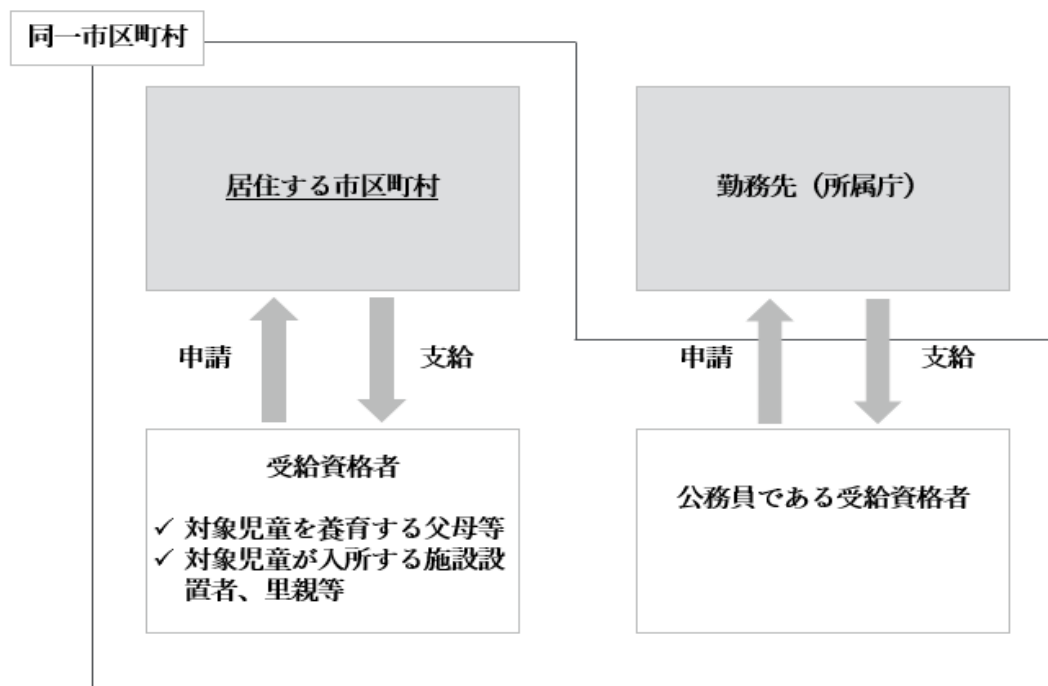 同一市区町村
居住する市区町村
勤務先（所属庁）
申請
支給
申請
支給
受給資格者
✓ 対象児童を養育する父母等
✓ 対象児童が入所する施設設
置者、里親等
公務員である受給資格者